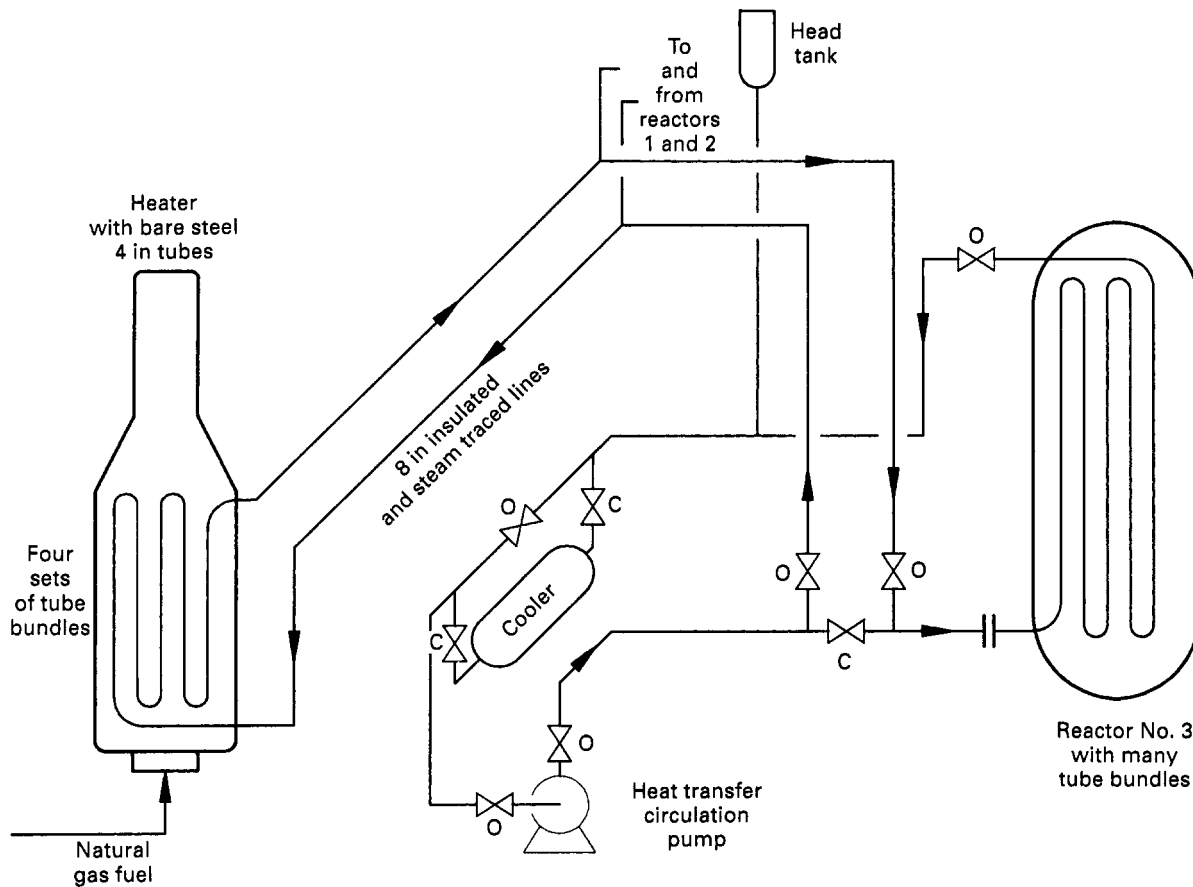 Head
tank
To
and
from
reactors
1 and 2
Heater
with bare steel
4 in tubes
O
8 in insulated
and steam traced lines
O
C
Four
sets
of tube
bundles
Cooler
O
O
C
C
O
Reactor No. 3
with many
tube bundles
Heat transfer
circulation
pump
O
Natural
gas fuel